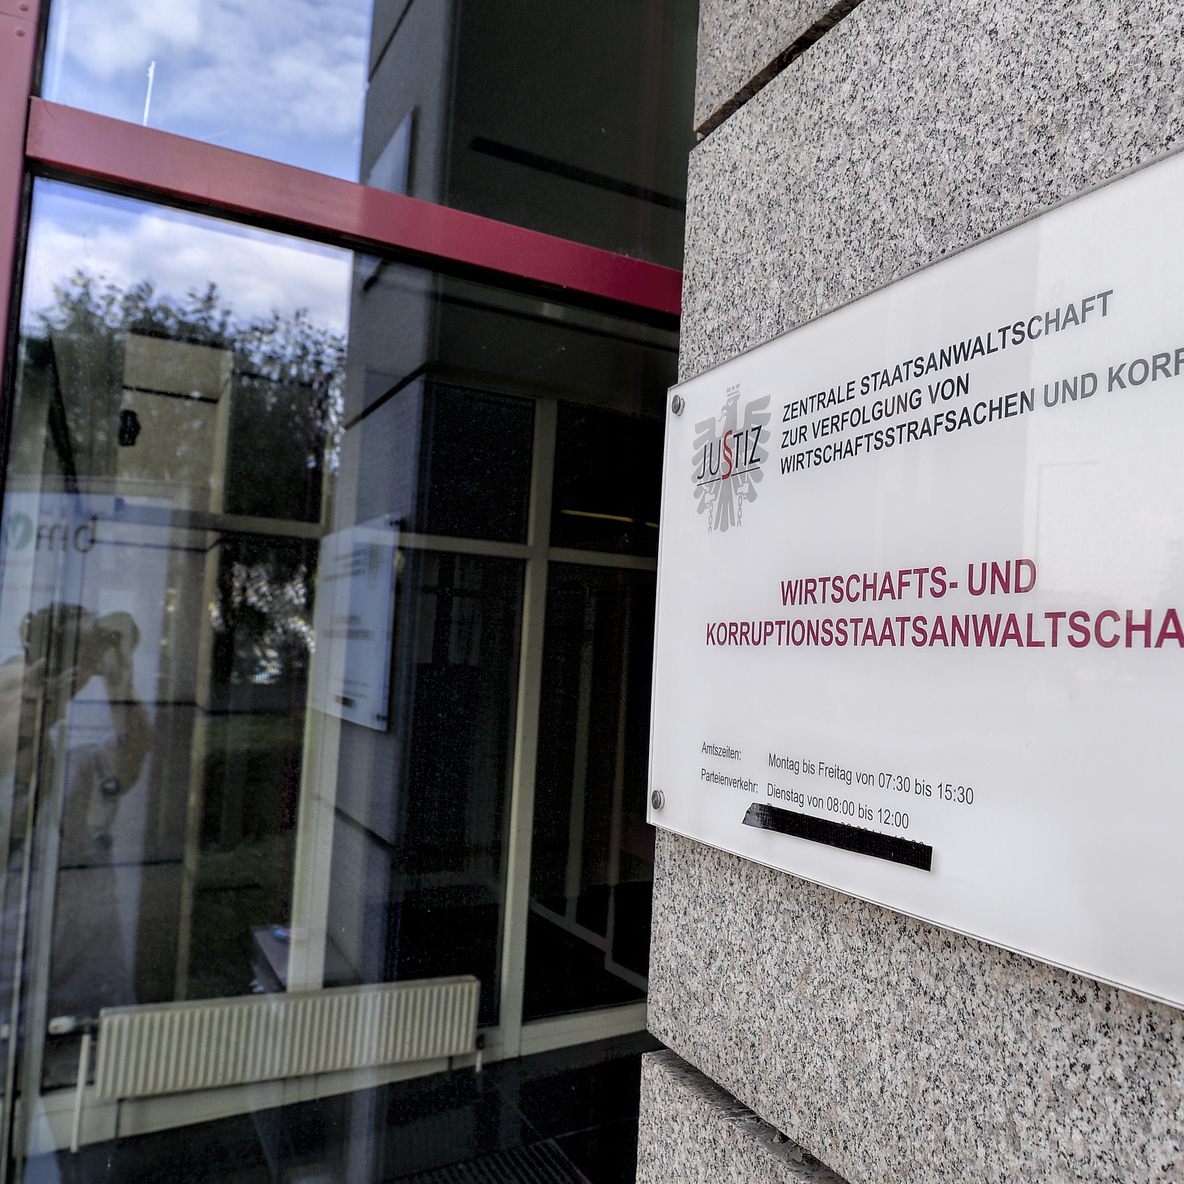 JUSTIZ
ZENTRALE STAATSANWALTSCHAFT
ZUR VERFOLGUNG VON
WIRTSCHAFTSSTRAFSACHEN UND KORR
WIRTSCHAFTS- UND
KORRUPTIONSSTAATSANWALTSCHA
Amtszeiten: Montag bis Freitag von 07:30 bis 15:30
Parteienverkehr: Dienstag von 08:00 bis 12:00